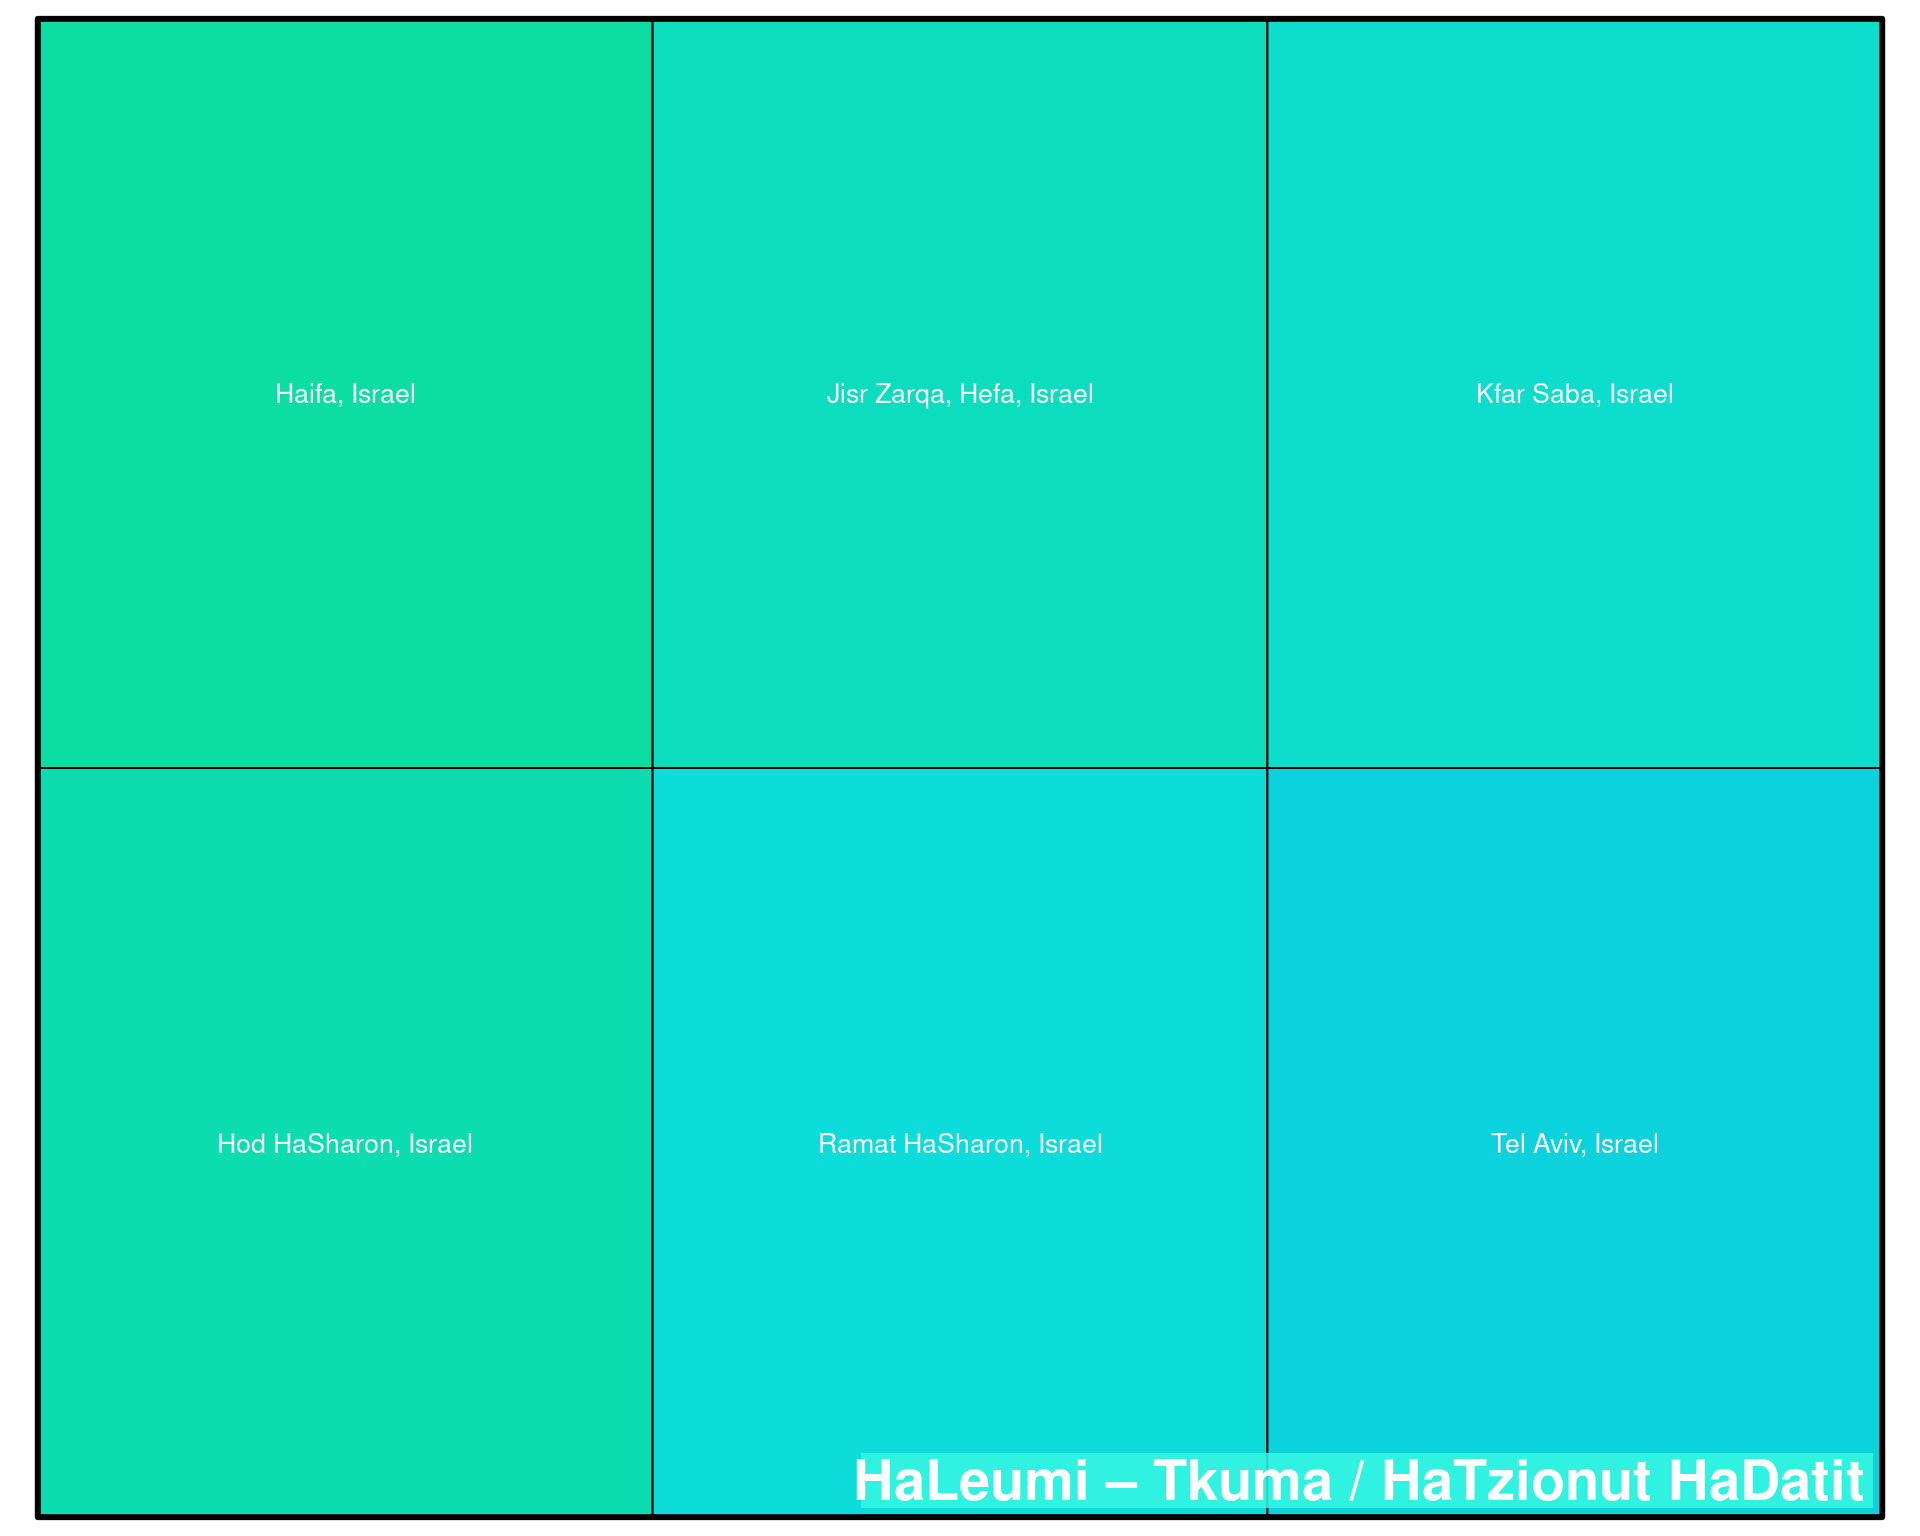 Haifa, Israel
Jisr Zarqa, Hefa, Israel
Kfar Saba, Israel
Hod HaSharon, Israel
Ramat HaSharon, Israel
Tel Aviv, Israel
HaLeumi – Tkuma / HaTzionut HaDatit